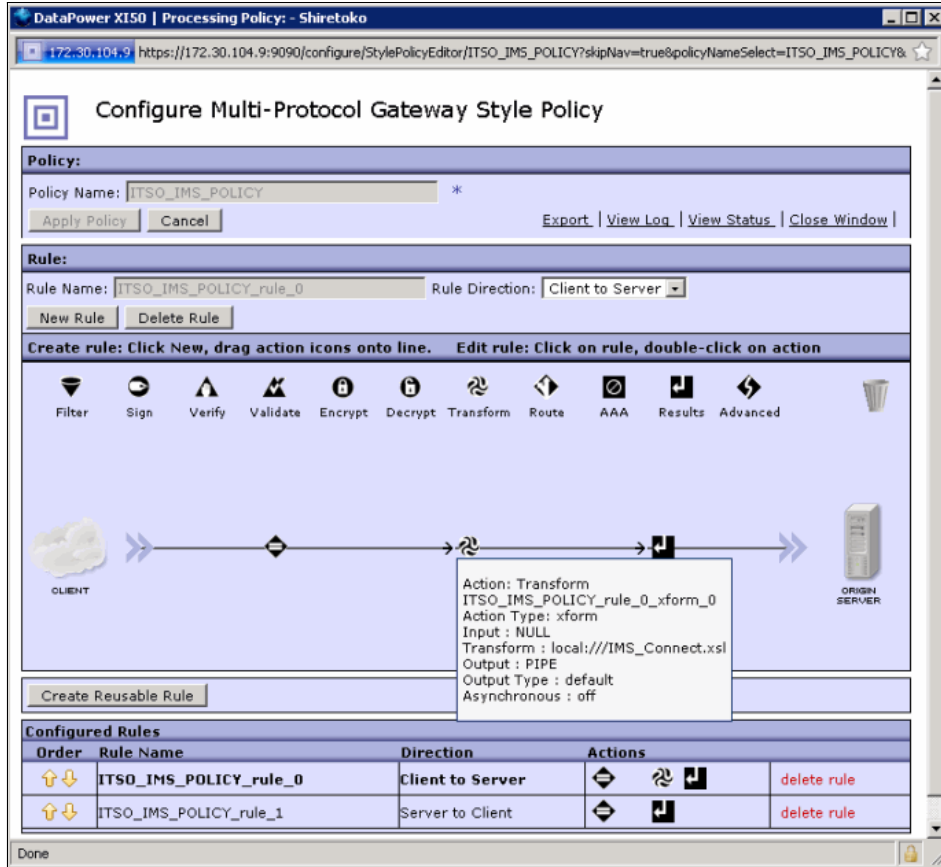 DataPower XI50 | Processing Policy: - Shiretoko
172.30.104.9 https://172.30.104.9:9090/configure/StylePolicyEditor/ITSO_IMS_POLICY?skipNav=true&policyNameSelect=ITSO_IMS_POLICY&
Configure Multi-Protocol Gateway Style Policy
Policy:
Policy Name: ITSO_IMS_POLICY *
Apply Policy Cancel Export | View Log | View Status | Close Window |
Rule:
Rule Name: ITSO_IMS_POLICY_rule_0 Rule Direction: Client to Server
New Rule Delete Rule
Create rule: Click New, drag action icons onto line. Edit rule: Click on rule, double-click on action
Filter Sign Verify Validate Encrypt Decrypt Transform Route AAA Results Advanced
CLIENT
ORIGIN
SERVER
Action: Transform
ITSO_IMS_POLICY_rule_0_xform_0
Action Type: xform
Input : NULL
Transform : local:///IMS_Connect.xsl
Output : PIPE
Output Type : default
Asynchronous : off
Create Reusable Rule
Configured Rules
Order Rule Name Direction Actions
ITSO_IMS_POLICY_rule_0 Client to Server delete rule
ITSO_IMS_POLICY_rule_1 Server to Client delete rule
Done